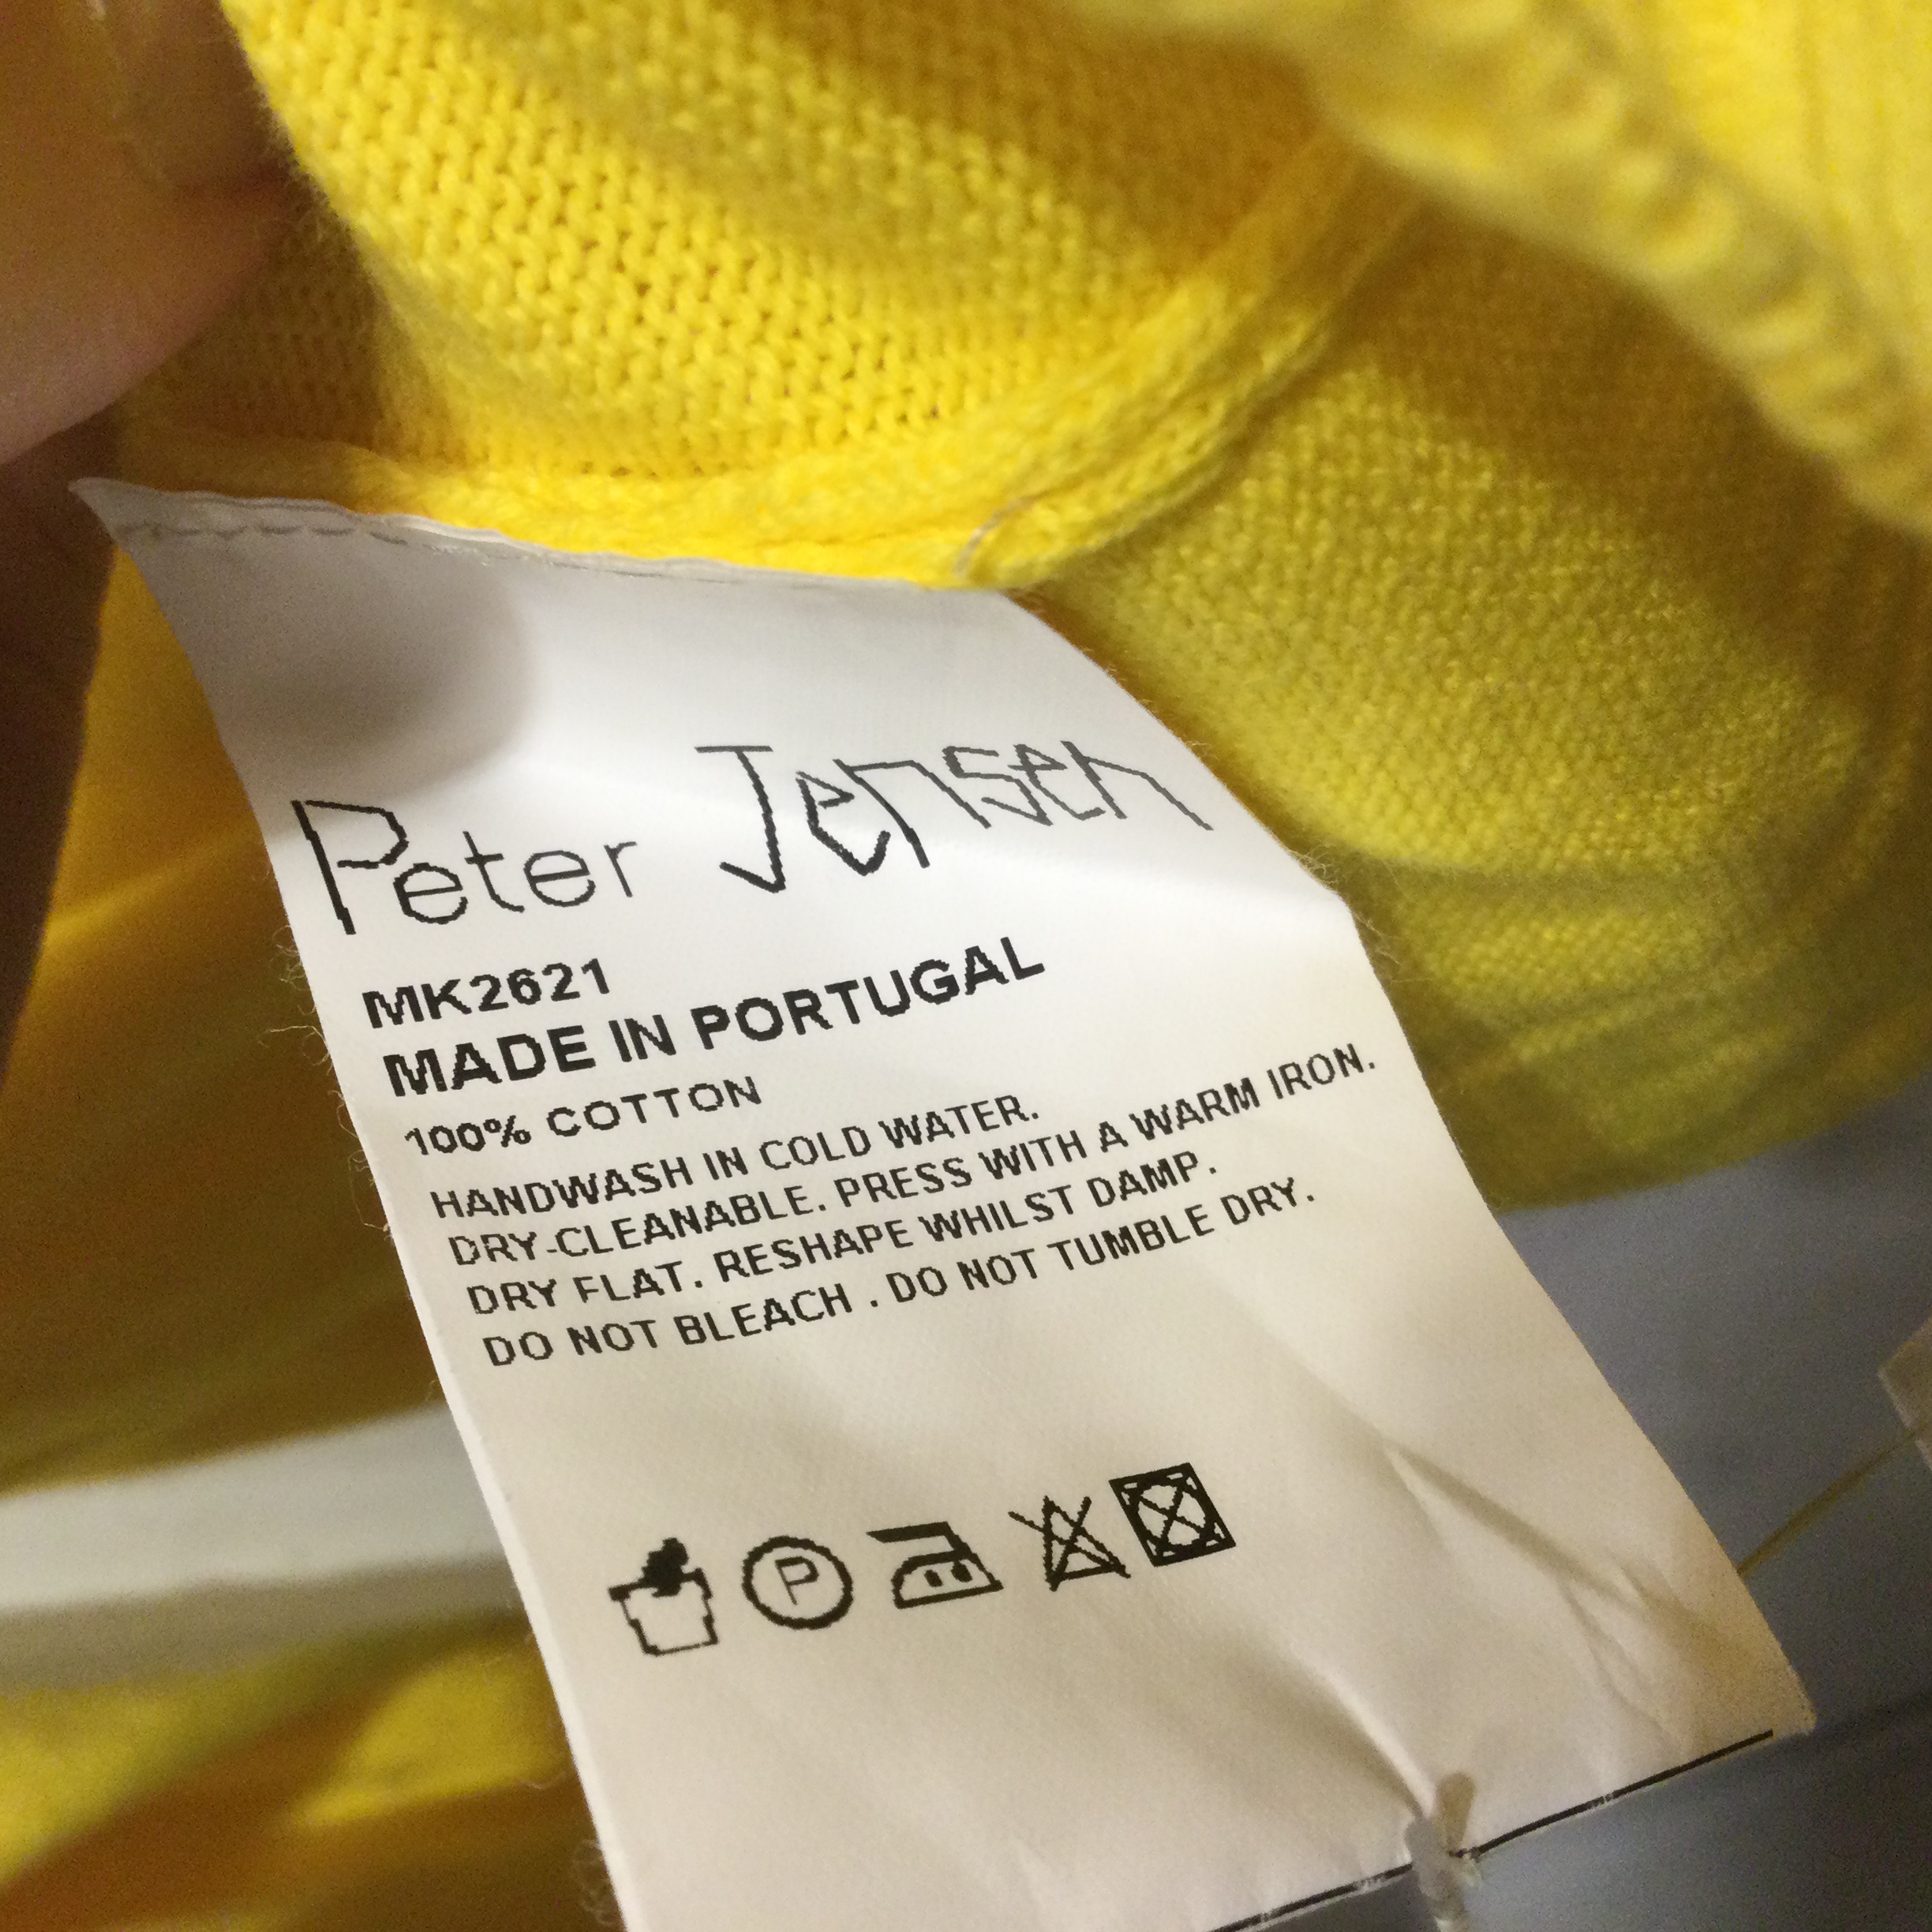 Peter Jensen
MK2621
MADE IN PORTUGAL
100% COTTON
HANDWASH IN COLD WATER.
DRY-CLEANABLE. PRESS WITH A WARM IRON.
DRY FLAT. RESHAPE WHILST DAMP.
DO NOT BLEACH . DO NOT TUMBLE DRY.
P